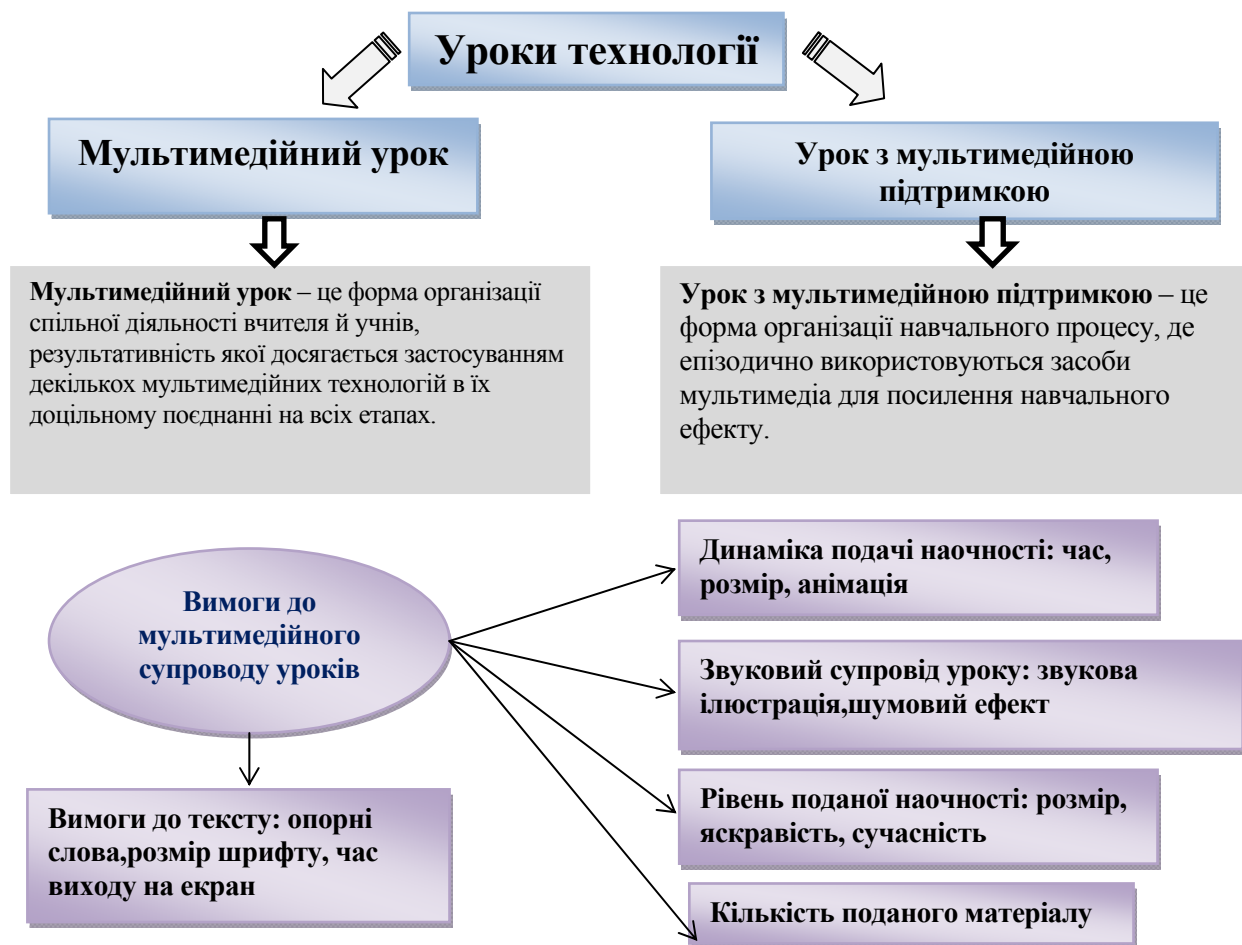 Уроки технології
Мультимедійний урок
Урок з мультимедійною
підтримкою
Мультимедійний урок – це форма організації
спільної діяльності вчителя й учнів,
результативність якої досягається застосуванням
декількох мультимедійних технологій в їх
доцільному поєднанні на всіх етапах.
Урок з мультимедійною підтримкою – це
форма організації навчального процесу, де
епізодично використовуються засоби
мультимедіа для посилення навчального
ефекту.
Вимоги до
мультимедійного
супроводу уроків
Динаміка подачі наочності: час,
розмір, анімація
Звуковий супровід уроку: звукова
ілюстрація,шумовий ефект
Рівень поданої наочності: розмір,
яскравість, сучасність
Кількість поданого матеріалу
Вимоги до тексту: опорні
слова,розмір шрифту, час
виходу на екран